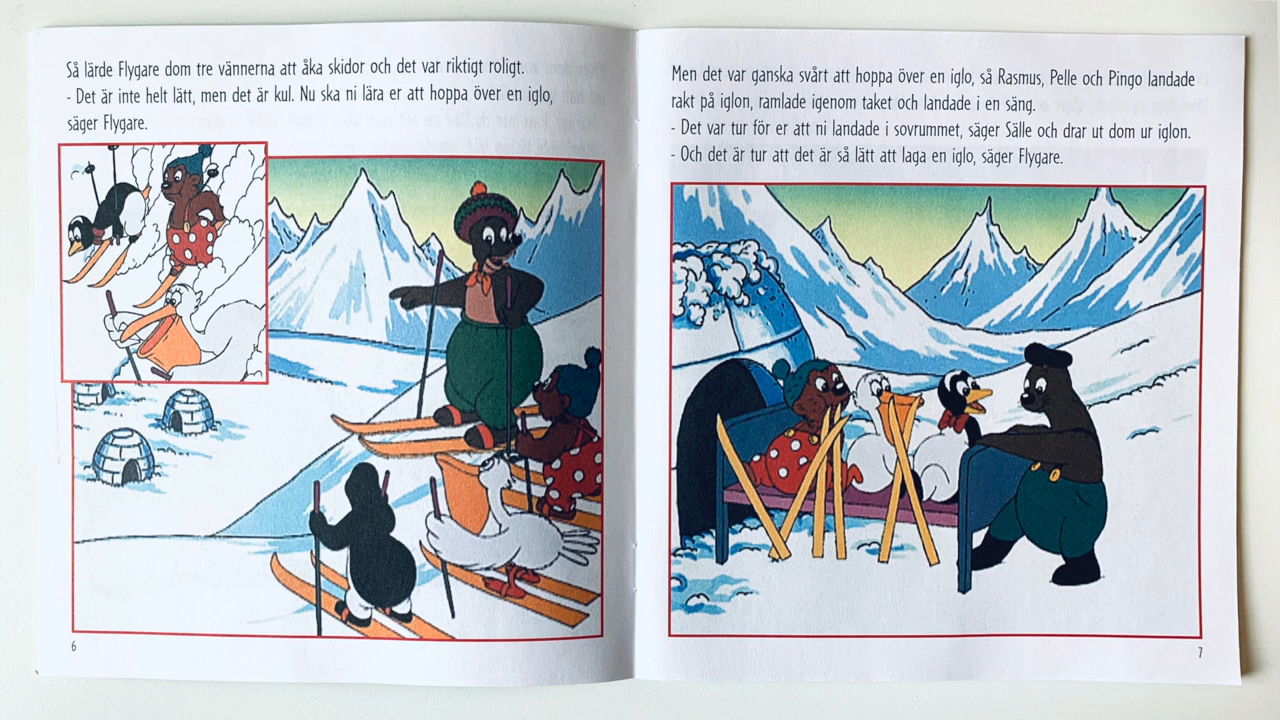 Så lärde Flygare dom tre vännerna att åka skidor och det var riktigt roligt.
- Det är inte helt lätt, men det är kul. Nu ska ni lära er att hoppa över en iglo,
säger Flygare.
6
Men det var ganska svårt att hoppa över en iglo, så Rasmus, Pelle och Pingo landade
rakt på iglon, ramlade igenom taket och landade i en säng.
- Det var tur för er att ni landade i sovrummet, säger Sälle och drar ut dom ur iglon.
- Och det är tur att det är så lätt att laga en iglo, säger Flygare.
7